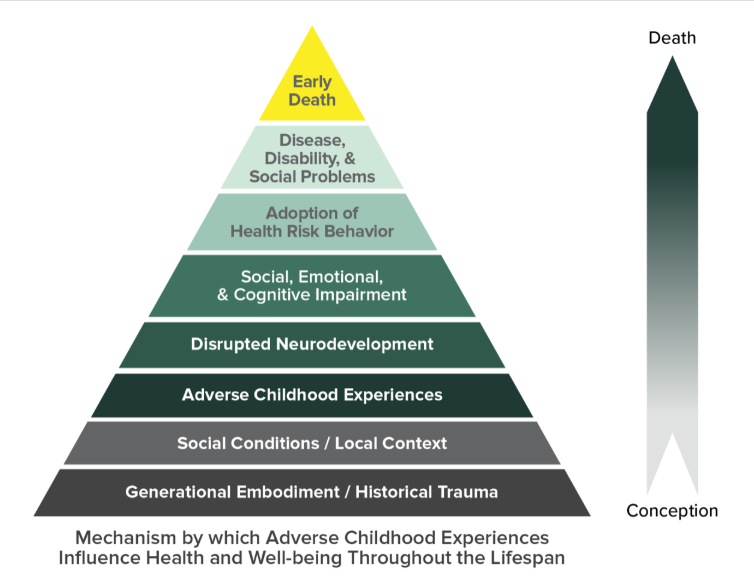 Death
Early
Death
Disease,
Disability, &
Social Problems
Adoption of
Health Risk Behavior
Social, Emotional,
& Cognitive Impairment
Disrupted Neurodevelopment
Adverse Childhood Experiences
Social Conditions / Local Context
Generational Embodiment / Historical Trauma
Conception
Mechanism by which Adverse Childhood Experiences
Influence Health and Well-being Throughout the Lifespan